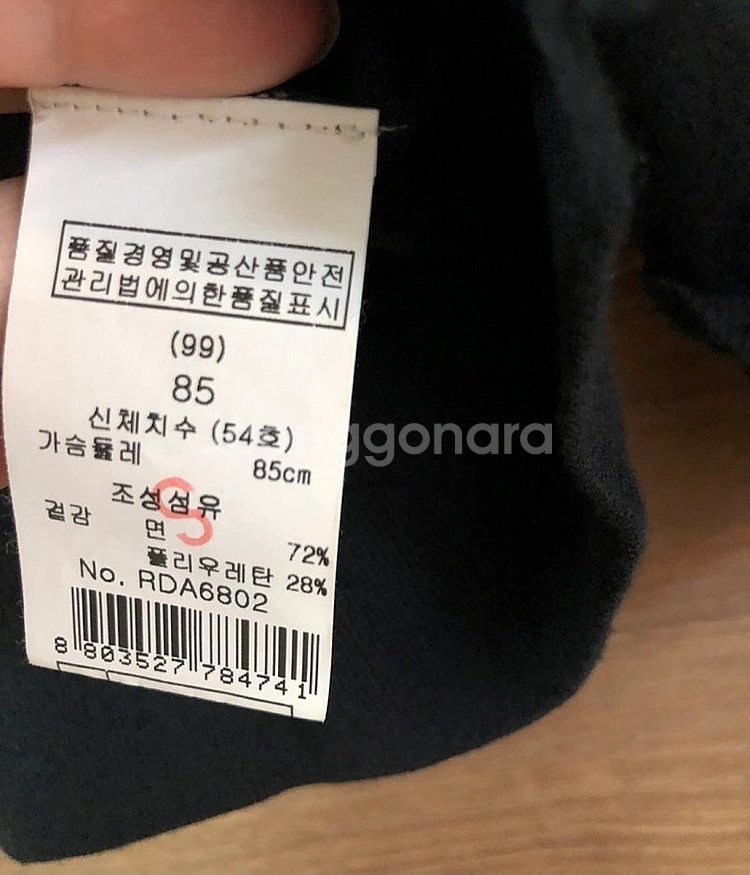 품질경영및공산품안전
관리법에의한품질표시
(99)
85
신체치수 (54호)
가슴둘레 85cm
S
조성섬유
겉감 면 72%
폴리우레탄 28%
No. RDA6802
8 803527 784741
ggonara